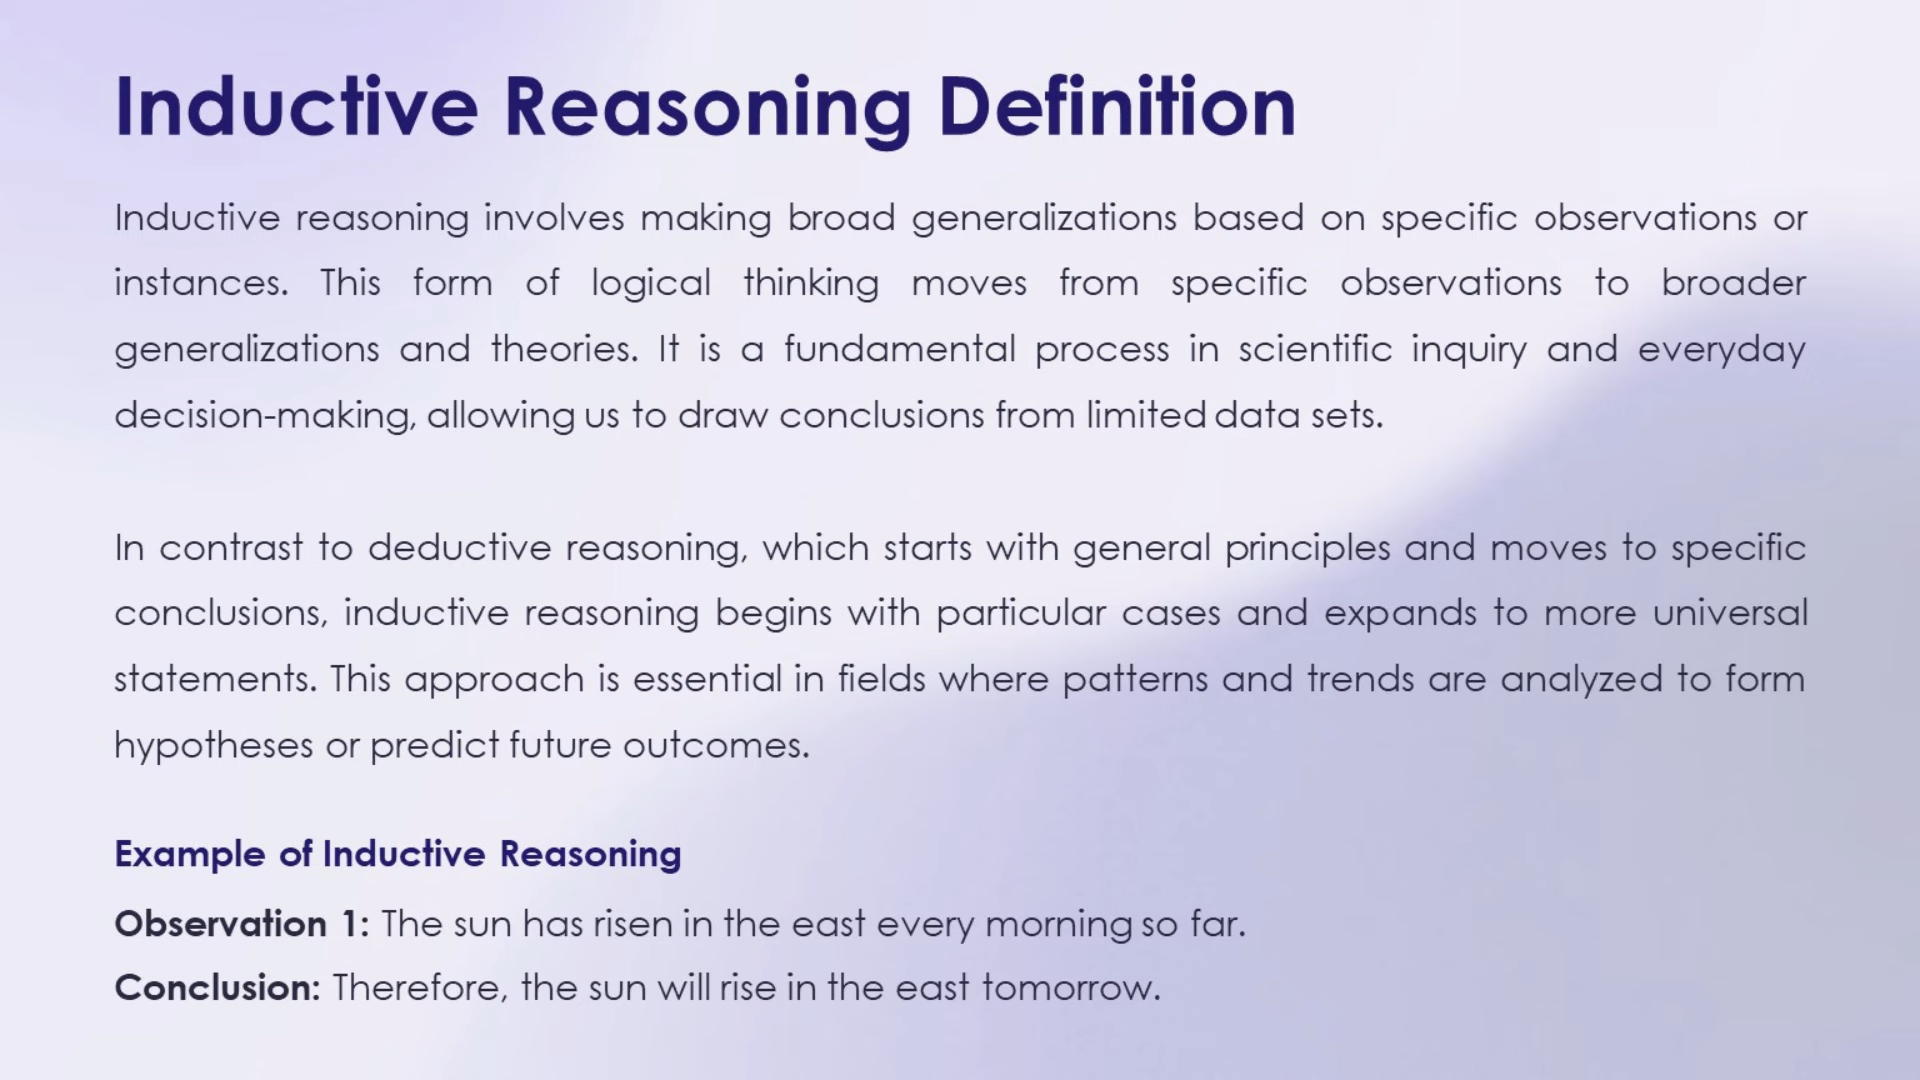 Inductive Reasoning Definition
Inductive reasoning involves making broad generalizations based on specific observations or
instances. This form of logical thinking moves from specific observations to broader
generalizations and theories. It is a fundamental process in scientific inquiry and everyday
decision-making, allowing us to draw conclusions from limited data sets.
In contrast to deductive reasoning, which starts with general principles and moves to specific
conclusions, inductive reasoning begins with particular cases and expands to more universal
statements. This approach is essential in fields where patterns and trends are analyzed to form
hypotheses or predict future outcomes.
Example of Inductive Reasoning
Observation 1: The sun has risen in the east every morning so far.
Conclusion: Therefore, the sun will rise in the east tomorrow.